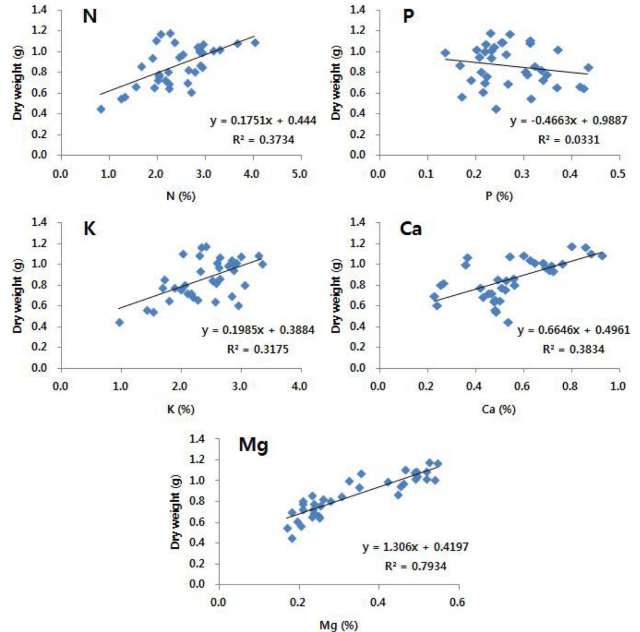 N
1.4
1.2
1.0
0.8
0.6
0.4
0.2
0.0
Dry weight (g)
y = 0.1751x + 0.444
R² = 0.3734
0.0 1.0 2.0 3.0 4.0 5.0
N (%)
P
1.4
1.2
1.0
0.8
0.6
0.4
0.2
0.0
Dry weight (g)
y = -0.4663x + 0.9887
R² = 0.0331
0.0 0.1 0.2 0.3 0.4 0.5
P (%)
K
1.4
1.2
1.0
0.8
0.6
0.4
0.2
0.0
Dry weight (g)
y = 0.1985x + 0.3884
R² = 0.3175
0.0 1.0 2.0 3.0 4.0
K (%)
Ca
1.4
1.2
1.0
0.8
0.6
0.4
0.2
0.0
Dry weight (g)
y = 0.6646x + 0.4961
R² = 0.3834
0.0 0.2 0.4 0.6 0.8 1.0
Ca (%)
Mg
1.4
1.2
1.0
0.8
0.6
0.4
0.2
0.0
Dry weight (g)
y = 1.306x + 0.4197
R² = 0.7934
0.0 0.2 0.4 0.6
Mg (%)